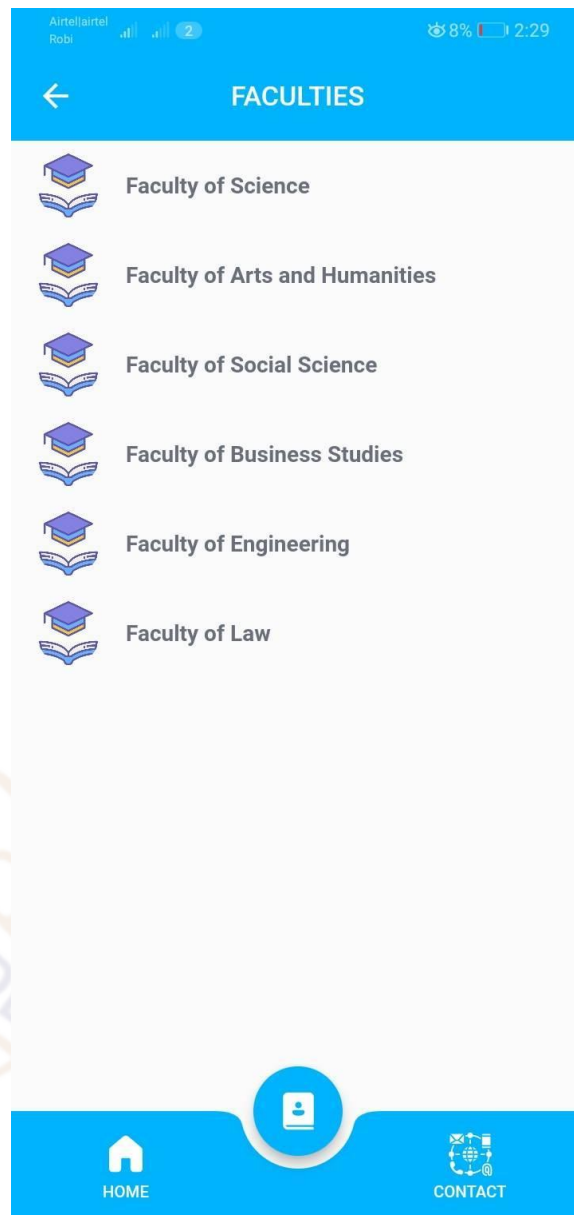 Airtel|airtel
Robi
2
8%
2:29
FACULTIES
Faculty of Science
Faculty of Arts and Humanities
Faculty of Social Science
Faculty of Business Studies
Faculty of Engineering
Faculty of Law
HOME
CONTACT